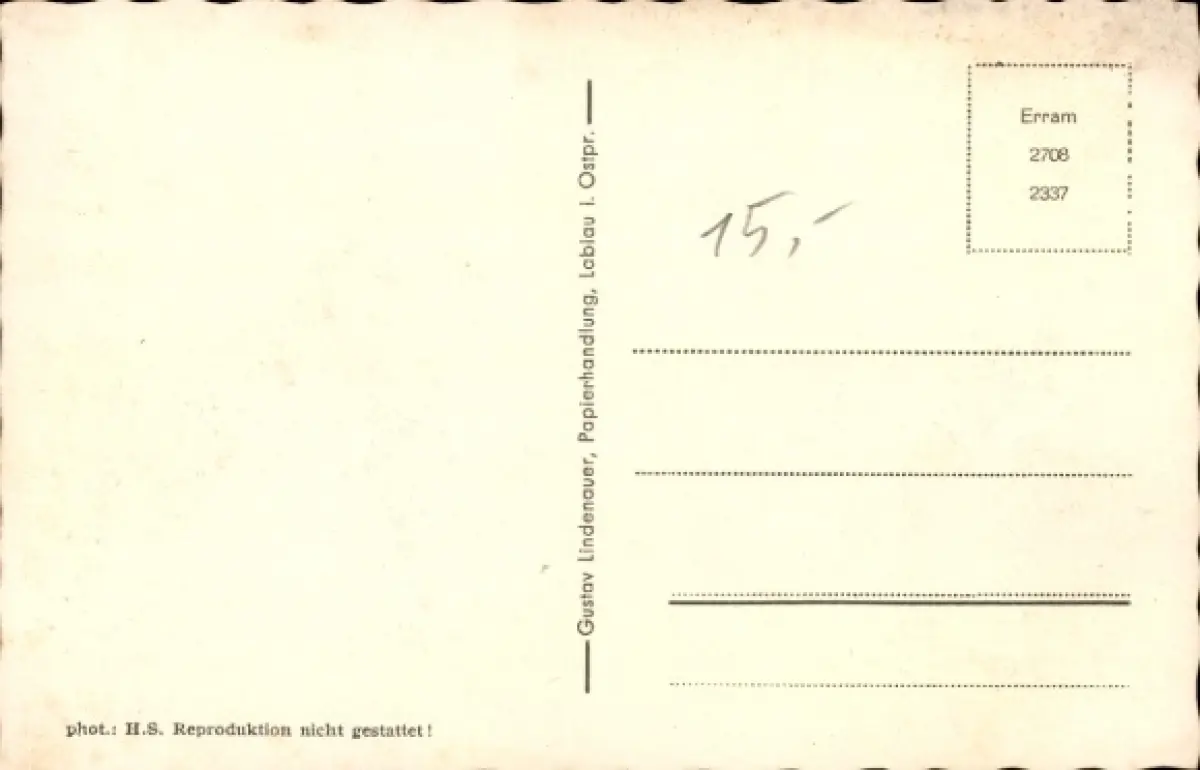 Erram
2708
2337
15,-
Gustav Lindenauer, Papierhandlung, Labiau i. Ostpr.
phot.: H.S. Reproduktion nicht gestattet!